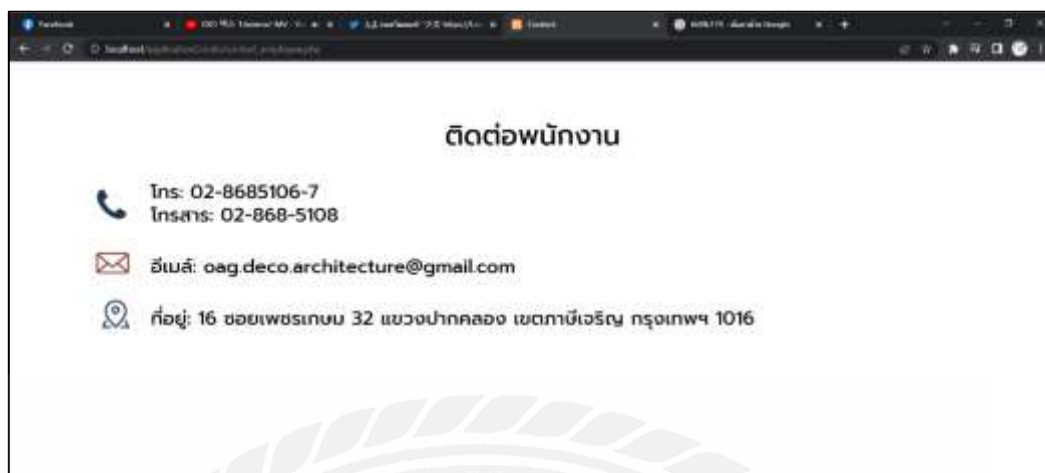 Facebook
localhost
ติดต่อพนักงาน
โทร: 02-8685106-7
โทรสาร: 02-868-5108
อีเมล์: oag.deco.architecture@gmail.com
ที่อยู่: 16 ซอยเพชรเกษม 32 แขวงปากคลอง เขตภาษีเจริญ กรุงเทพฯ 1016